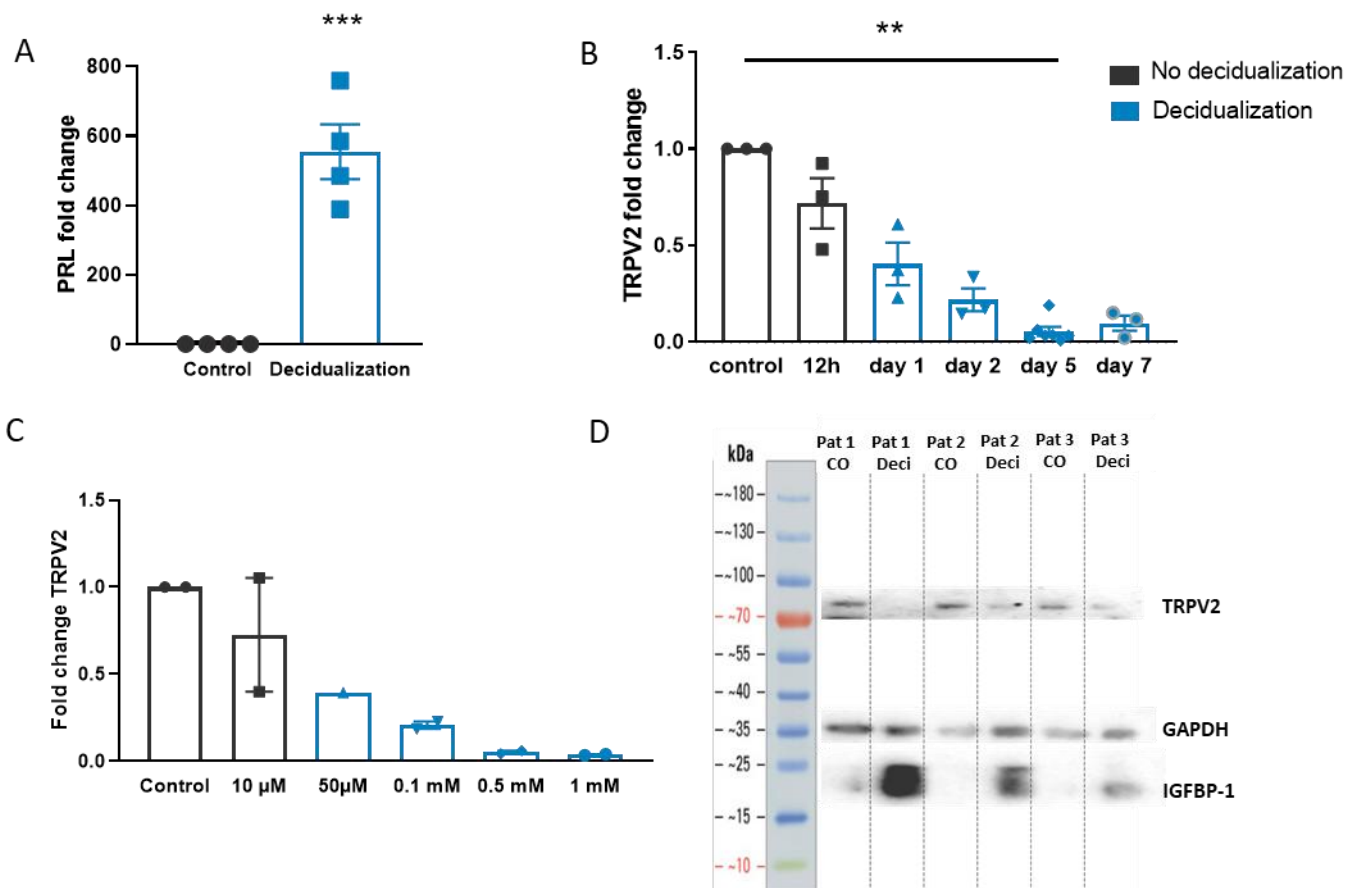 A
***
PRL fold change
800
600
400
200
0
Control Decidualization
B
**
TRPV2 fold change
1.5
1.0
0.5
0.0
control 12h day 1 day 2 day 5 day 7
No decidualization
Decidualization
C
Fold change TRPV2
1.5
1.0
0.5
0.0
Control 10 µM 50µM 0.1 mM 0.5 mM 1 mM
D
kDa
Pat 1 CO
Pat 1 Deci
Pat 2 CO
Pat 2 Deci
Pat 3 CO
Pat 3 Deci
~180
~130
~100
~70
~55
~40
~35
~25
~15
~10
TRPV2
GAPDH
IGFBP-1